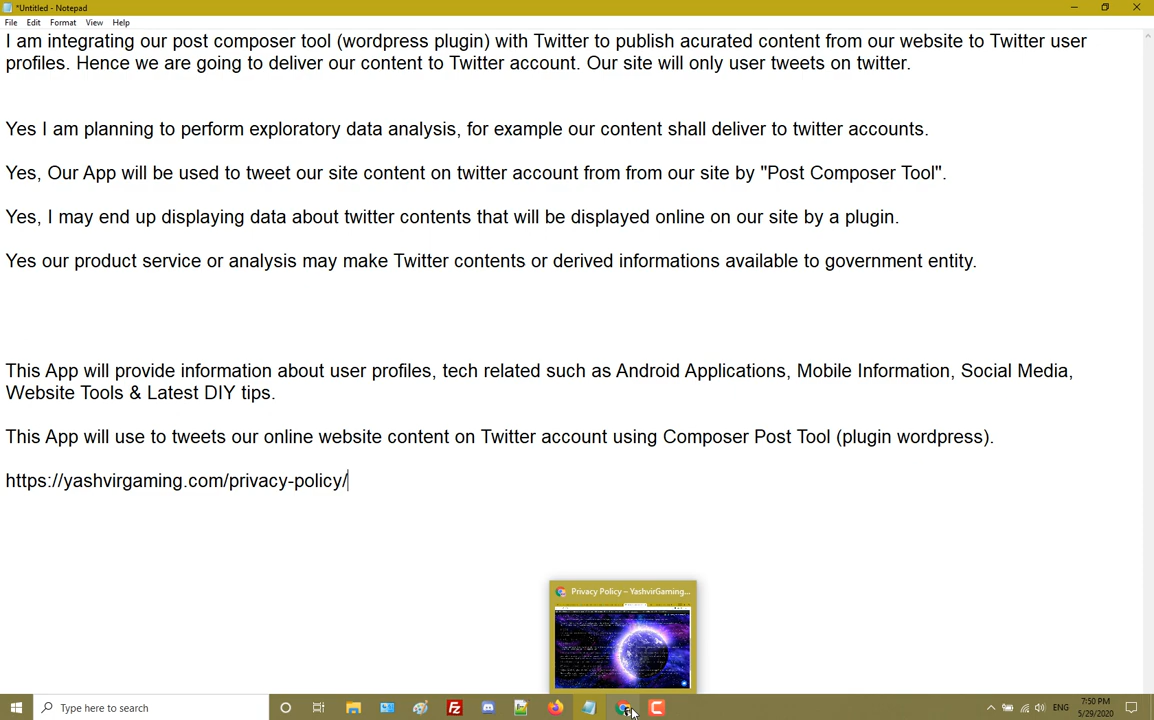 *Untitled - Notepad
File Edit Format View Help
I am integrating our post composer tool (wordpress plugin) with Twitter to publish acurated content from our website to Twitter user
profiles. Hence we are going to deliver our content to Twitter account. Our site will only user tweets on twitter.
Yes I am planning to perform exploratory data analysis, for example our content shall deliver to twitter accounts.
Yes, Our App will be used to tweet our site content on twitter account from from our site by "Post Composer Tool".
Yes, I may end up displaying data about twitter contents that will be displayed online on our site by a plugin.
Yes our product service or analysis may make Twitter contents or derived informations available to government entity.
This App will provide information about user profiles, tech related such as Android Applications, Mobile Information, Social Media,
Website Tools & Latest DIY tips.
This App will use to tweets our online website content on Twitter account using Composer Post Tool (plugin wordpress).
https://yashvirgaming.com/privacy-policy/
Privacy Policy – YashvirGaming...
Type here to search
ENG
7:50 PM
5/29/2020